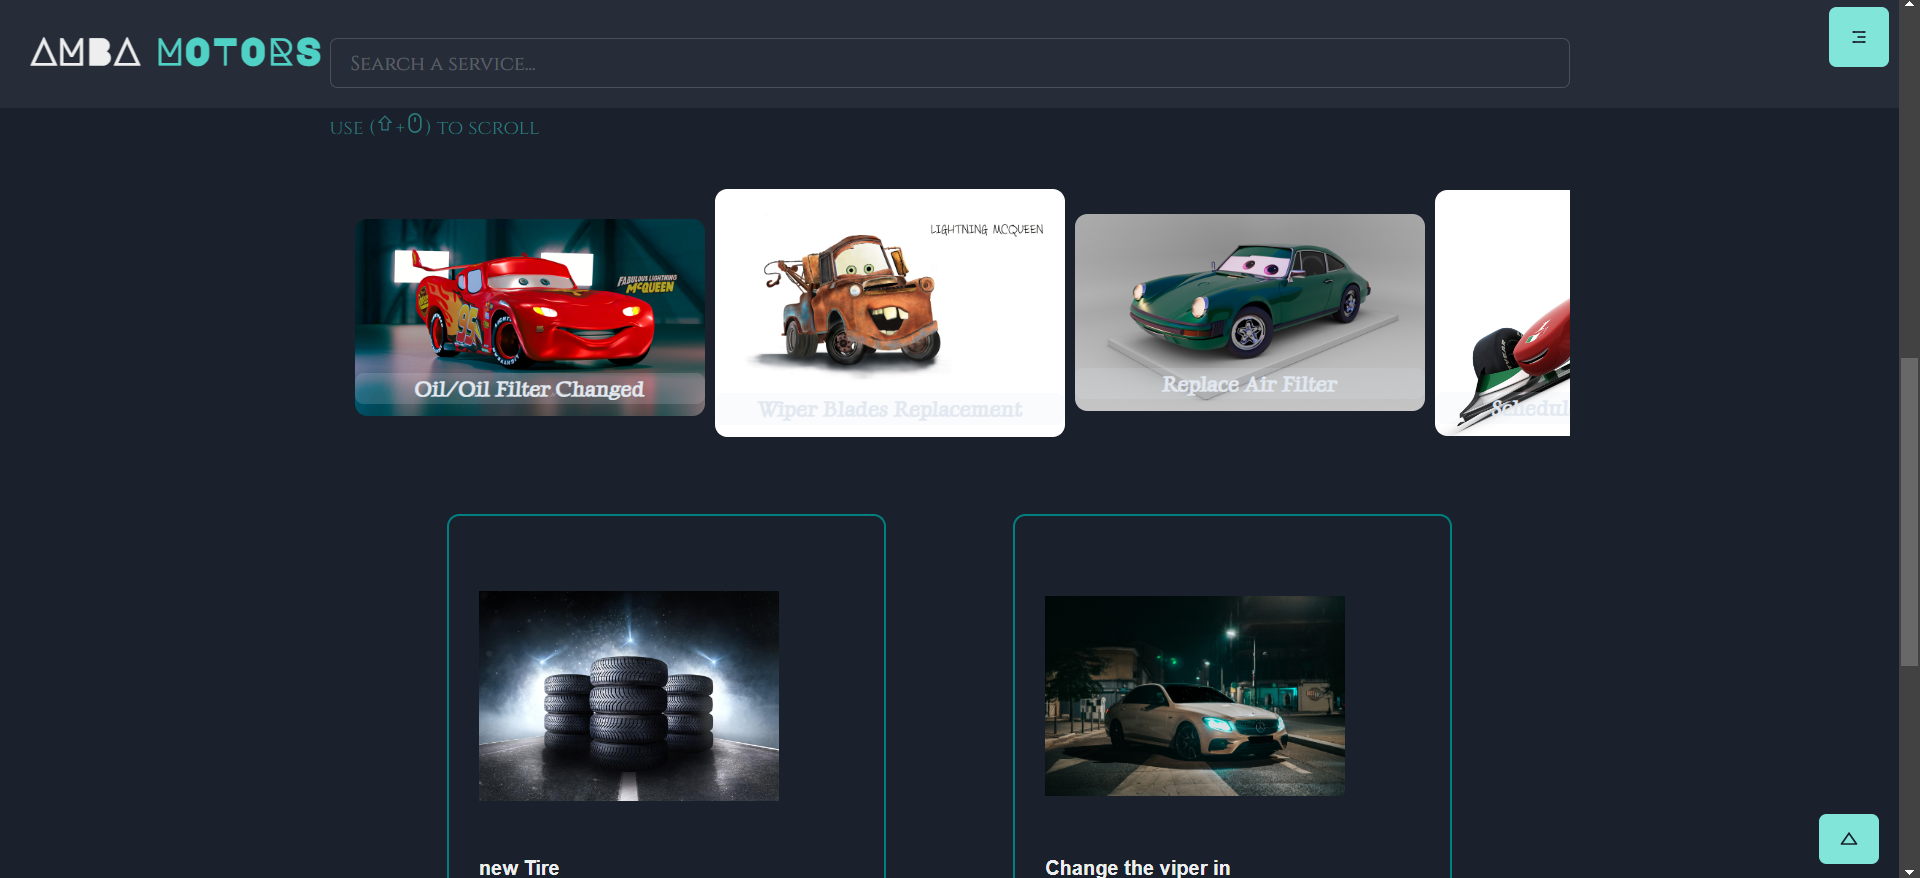 AMBA MOTORS
Search a service...
use (⇧+🖱) to scroll
FABULOUS LIGHTNING
McQUEEN
95
Oil/Oil Filter Changed
LIGHTNING MCQUEEN
Wiper Blades Replacement
Replace Air Filter
Schedul
new Tire
Change the viper in